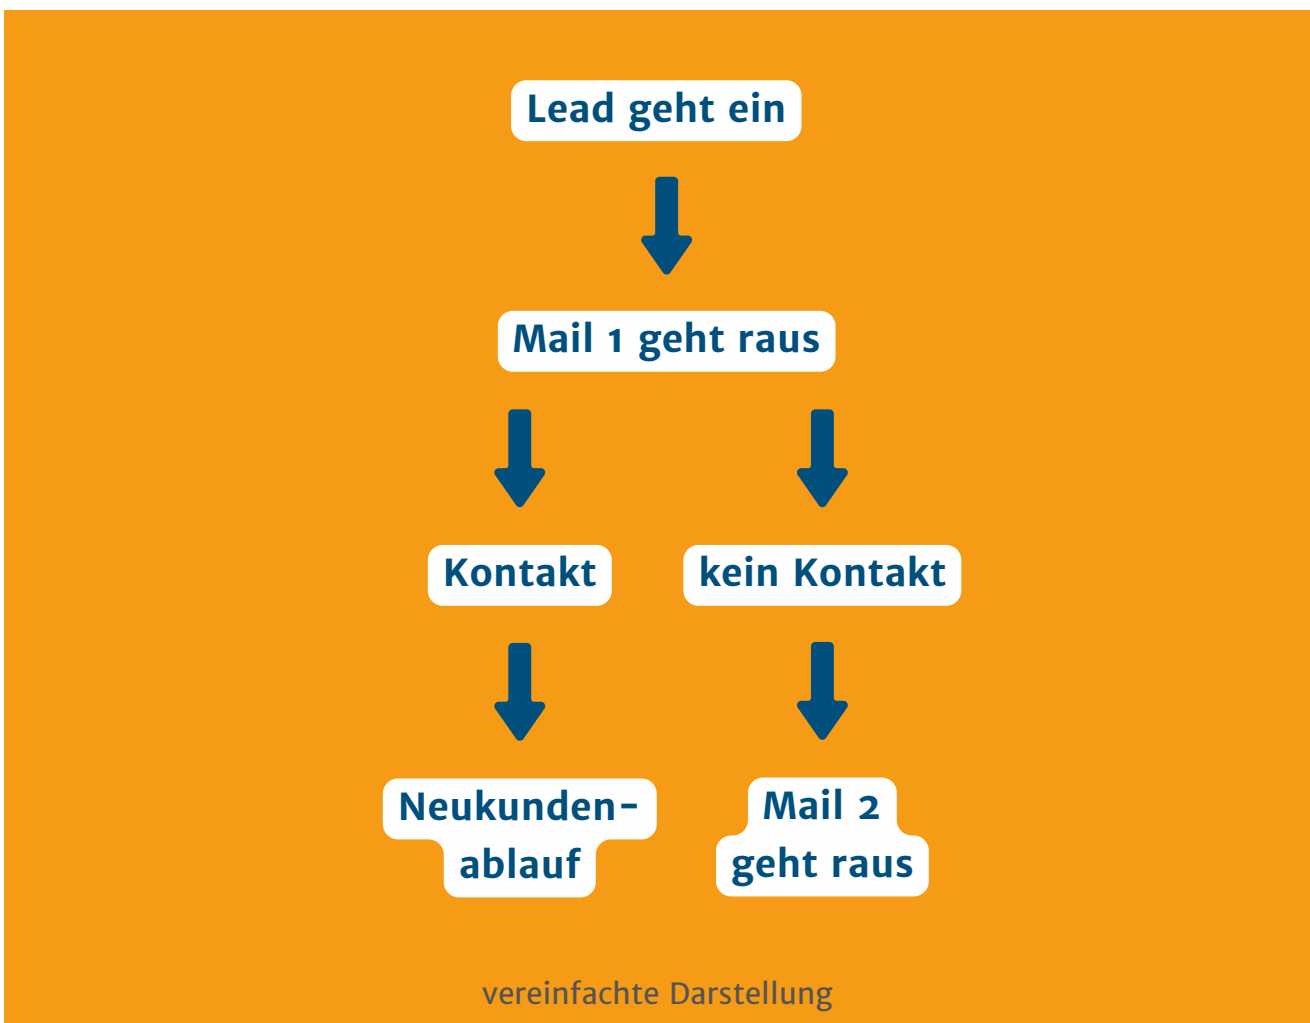 Lead geht ein
Mail 1 geht raus
Kontakt
kein Kontakt
Neukunden-
ablauf
Mail 2
geht raus
vereinfachte Darstellung